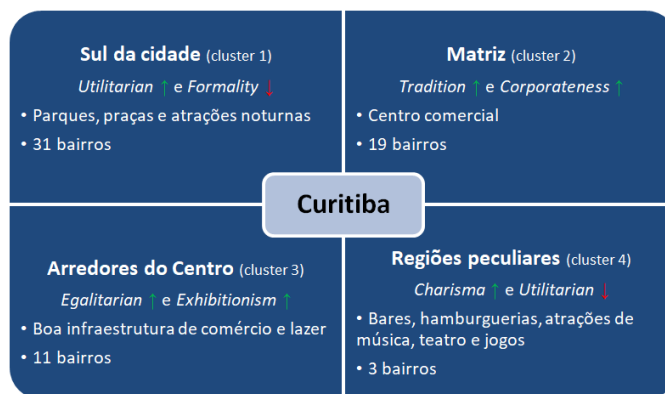 Sul da cidade (cluster 1)
Utilitarian ↑ e Formality ↓
• Parques, praças e atrações noturnas
• 31 bairros
Matriz (cluster 2)
Tradition ↑ e Corporateness ↑
• Centro comercial
• 19 bairros
Curitiba
Arredores do Centro (cluster 3)
Egalitarian ↑ e Exhibitionism ↑
• Boa infraestrutura de comércio e lazer
• 11 bairros
Regiões peculiares (cluster 4)
Charisma ↑ e Utilitarian ↓
• Bares, hamburguerias, atrações de
música, teatro e jogos
• 3 bairros